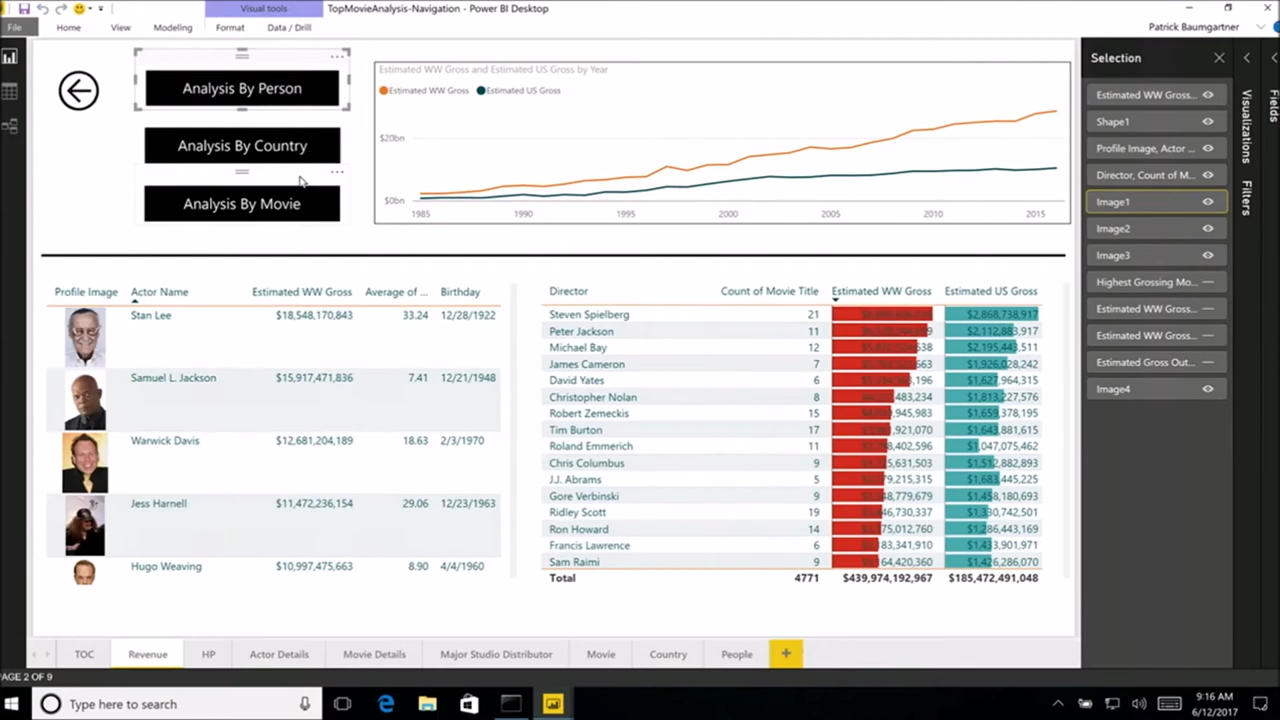 Visual tools
TopMovieAnalysis-Navigation - Power BI Desktop
File
Home
View
Modeling
Format
Data / Drill
Patrick Baumgartner
Analysis By Person
Analysis By Country
Analysis By Movie
Estimated WW Gross and Estimated US Gross by Year
Estimated WW Gross Estimated US Gross
$20bn
$0bn
1985 1990 1995 2000 2005 2010 2015
Profile Image Actor Name Estimated WW Gross Average of ... Birthday
Stan Lee $18,548,170,843 33.24 12/28/1922
Samuel L. Jackson $15,917,471,836 7.41 12/21/1948
Warwick Davis $12,681,204,189 18.63 2/3/1970
Jess Harnell $11,472,236,154 29.06 12/23/1963
Hugo Weaving $10,997,475,663 8.90 4/4/1960
Director Count of Movie Title Estimated WW Gross Estimated US Gross
Steven Spielberg 21 $2,868,738,917
Peter Jackson 11 $2,112,883,917
Michael Bay 12 $2,195,443,511
James Cameron 7 $1,926,028,242
David Yates 6 $1,627,964,315
Christopher Nolan 8 $1,813,227,576
Robert Zemeckis 15 $1,659,378,195
Tim Burton 17 $1,643,881,615
Roland Emmerich 11 $1,047,075,462
Chris Columbus 9 $1,512,882,893
J.J. Abrams 5 $1,683,445,225
Gore Verbinski 9 $1,458,180,693
Ridley Scott 19 $1,330,742,501
Ron Howard 14 $1,286,443,169
Francis Lawrence 6 $1,433,901,971
Sam Raimi 9 $1,426,286,070
Total 4771 $439,974,192,967 $185,472,491,048
Selection
Estimated WW Gross...
Shape1
Profile Image, Actor ...
Director, Count of M...
Image1
Image2
Image3
Highest Grossing Mo...
Estimated WW Gross...
Estimated WW Gross...
Estimated Gross Out...
Image4
Visualizations
Filters
Fields
TOC
Revenue
HP
Actor Details
Movie Details
Major Studio Distributor
Movie
Country
People
+
PAGE 2 OF 9
Type here to search
9:16 AM
6/12/2017